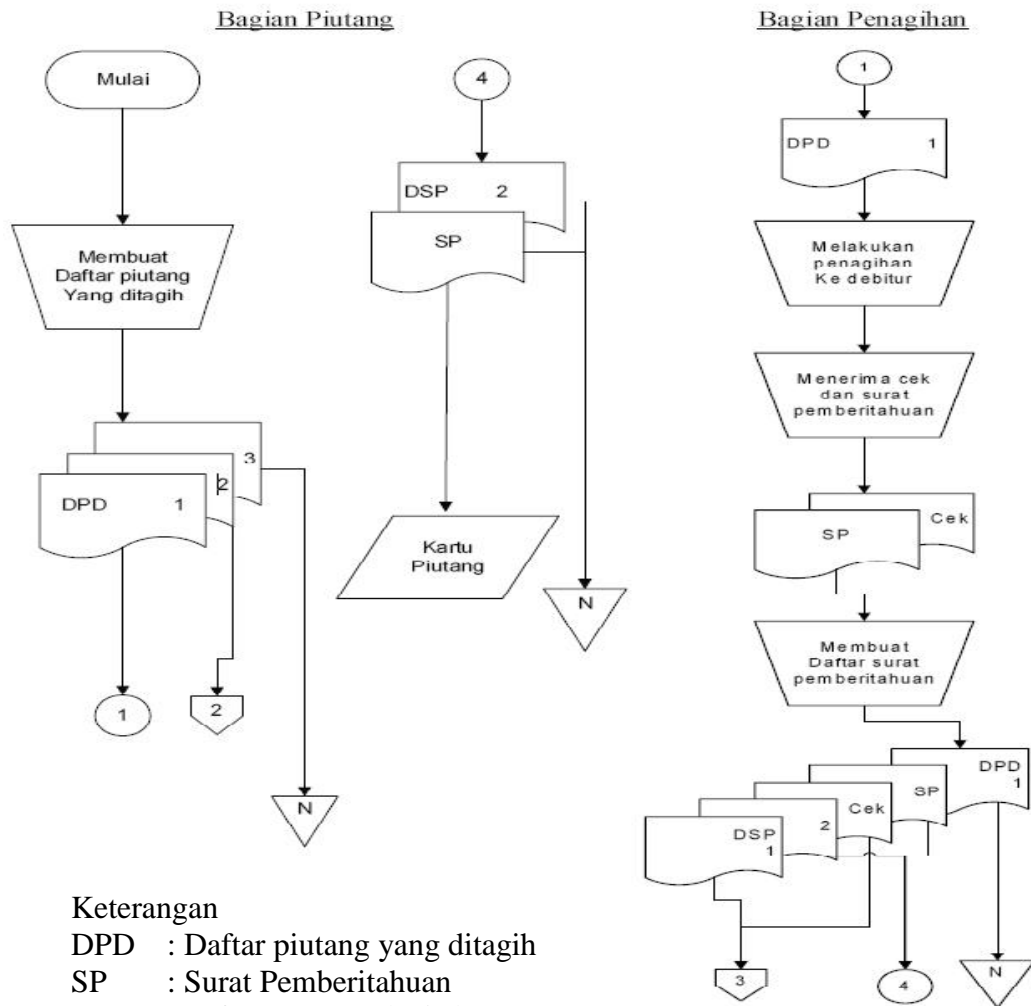 Bagian Piutang
Mulai
Membuat
Daftar piutang
Yang ditagih
3
2
DPD 1
1
2
N
4
DSP 2
SP
Kartu
Piutang
N
Bagian Penagihan
1
DPD 1
Melakukan
penagihan
Ke debitur
Menerima cek
dan surat
pemberitahuan
Cek
SP
Membuat
Daftar surat
pemberitahuan
DPD
1
SP
Cek
2
DSP
1
3
4
N
Keterangan
DPD : Daftar piutang yang ditagih
SP : Surat Pemberitahuan